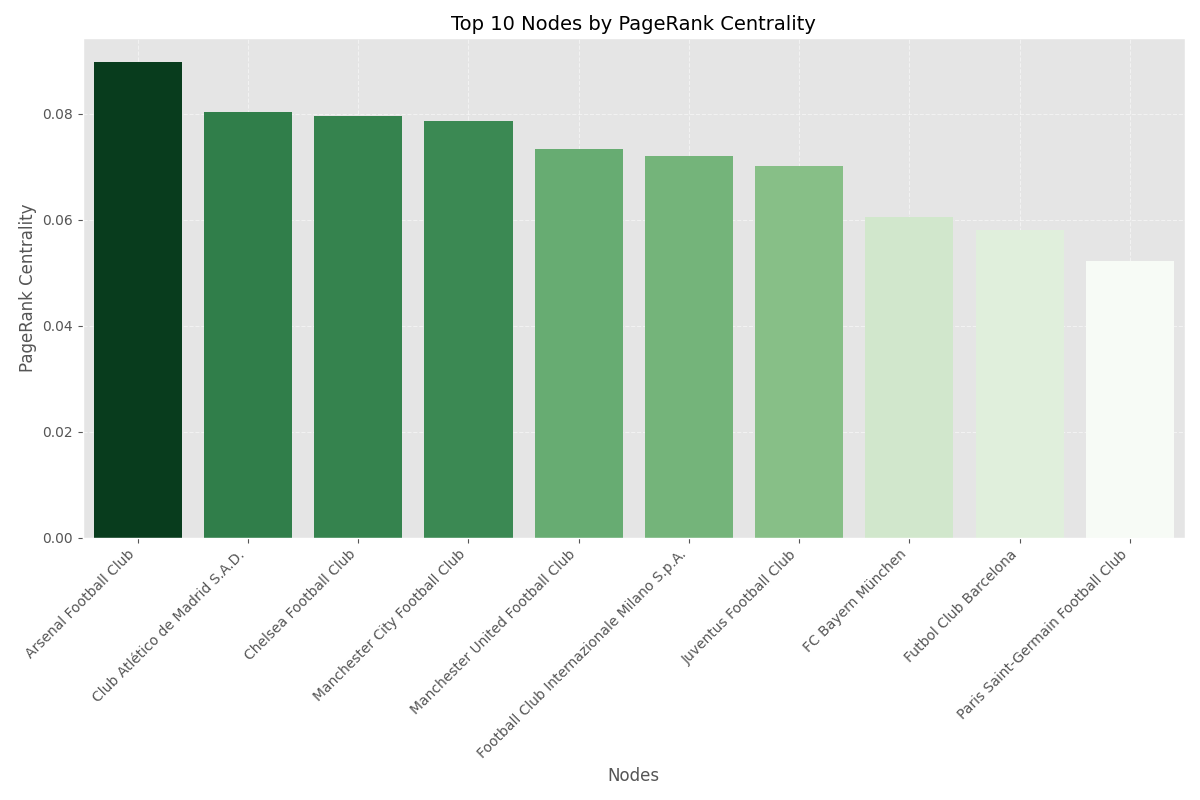 Top 10 Nodes by PageRank Centrality
PageRank Centrality
0.08
0.06
0.04
0.02
0.00
Arsenal Football Club
Club Atlético de Madrid S.A.D.
Chelsea Football Club
Manchester City Football Club
Manchester United Football Club
Football Club Internazionale Milano S.p.A.
Juventus Football Club
FC Bayern München
Futbol Club Barcelona
Paris Saint-Germain Football Club
Nodes